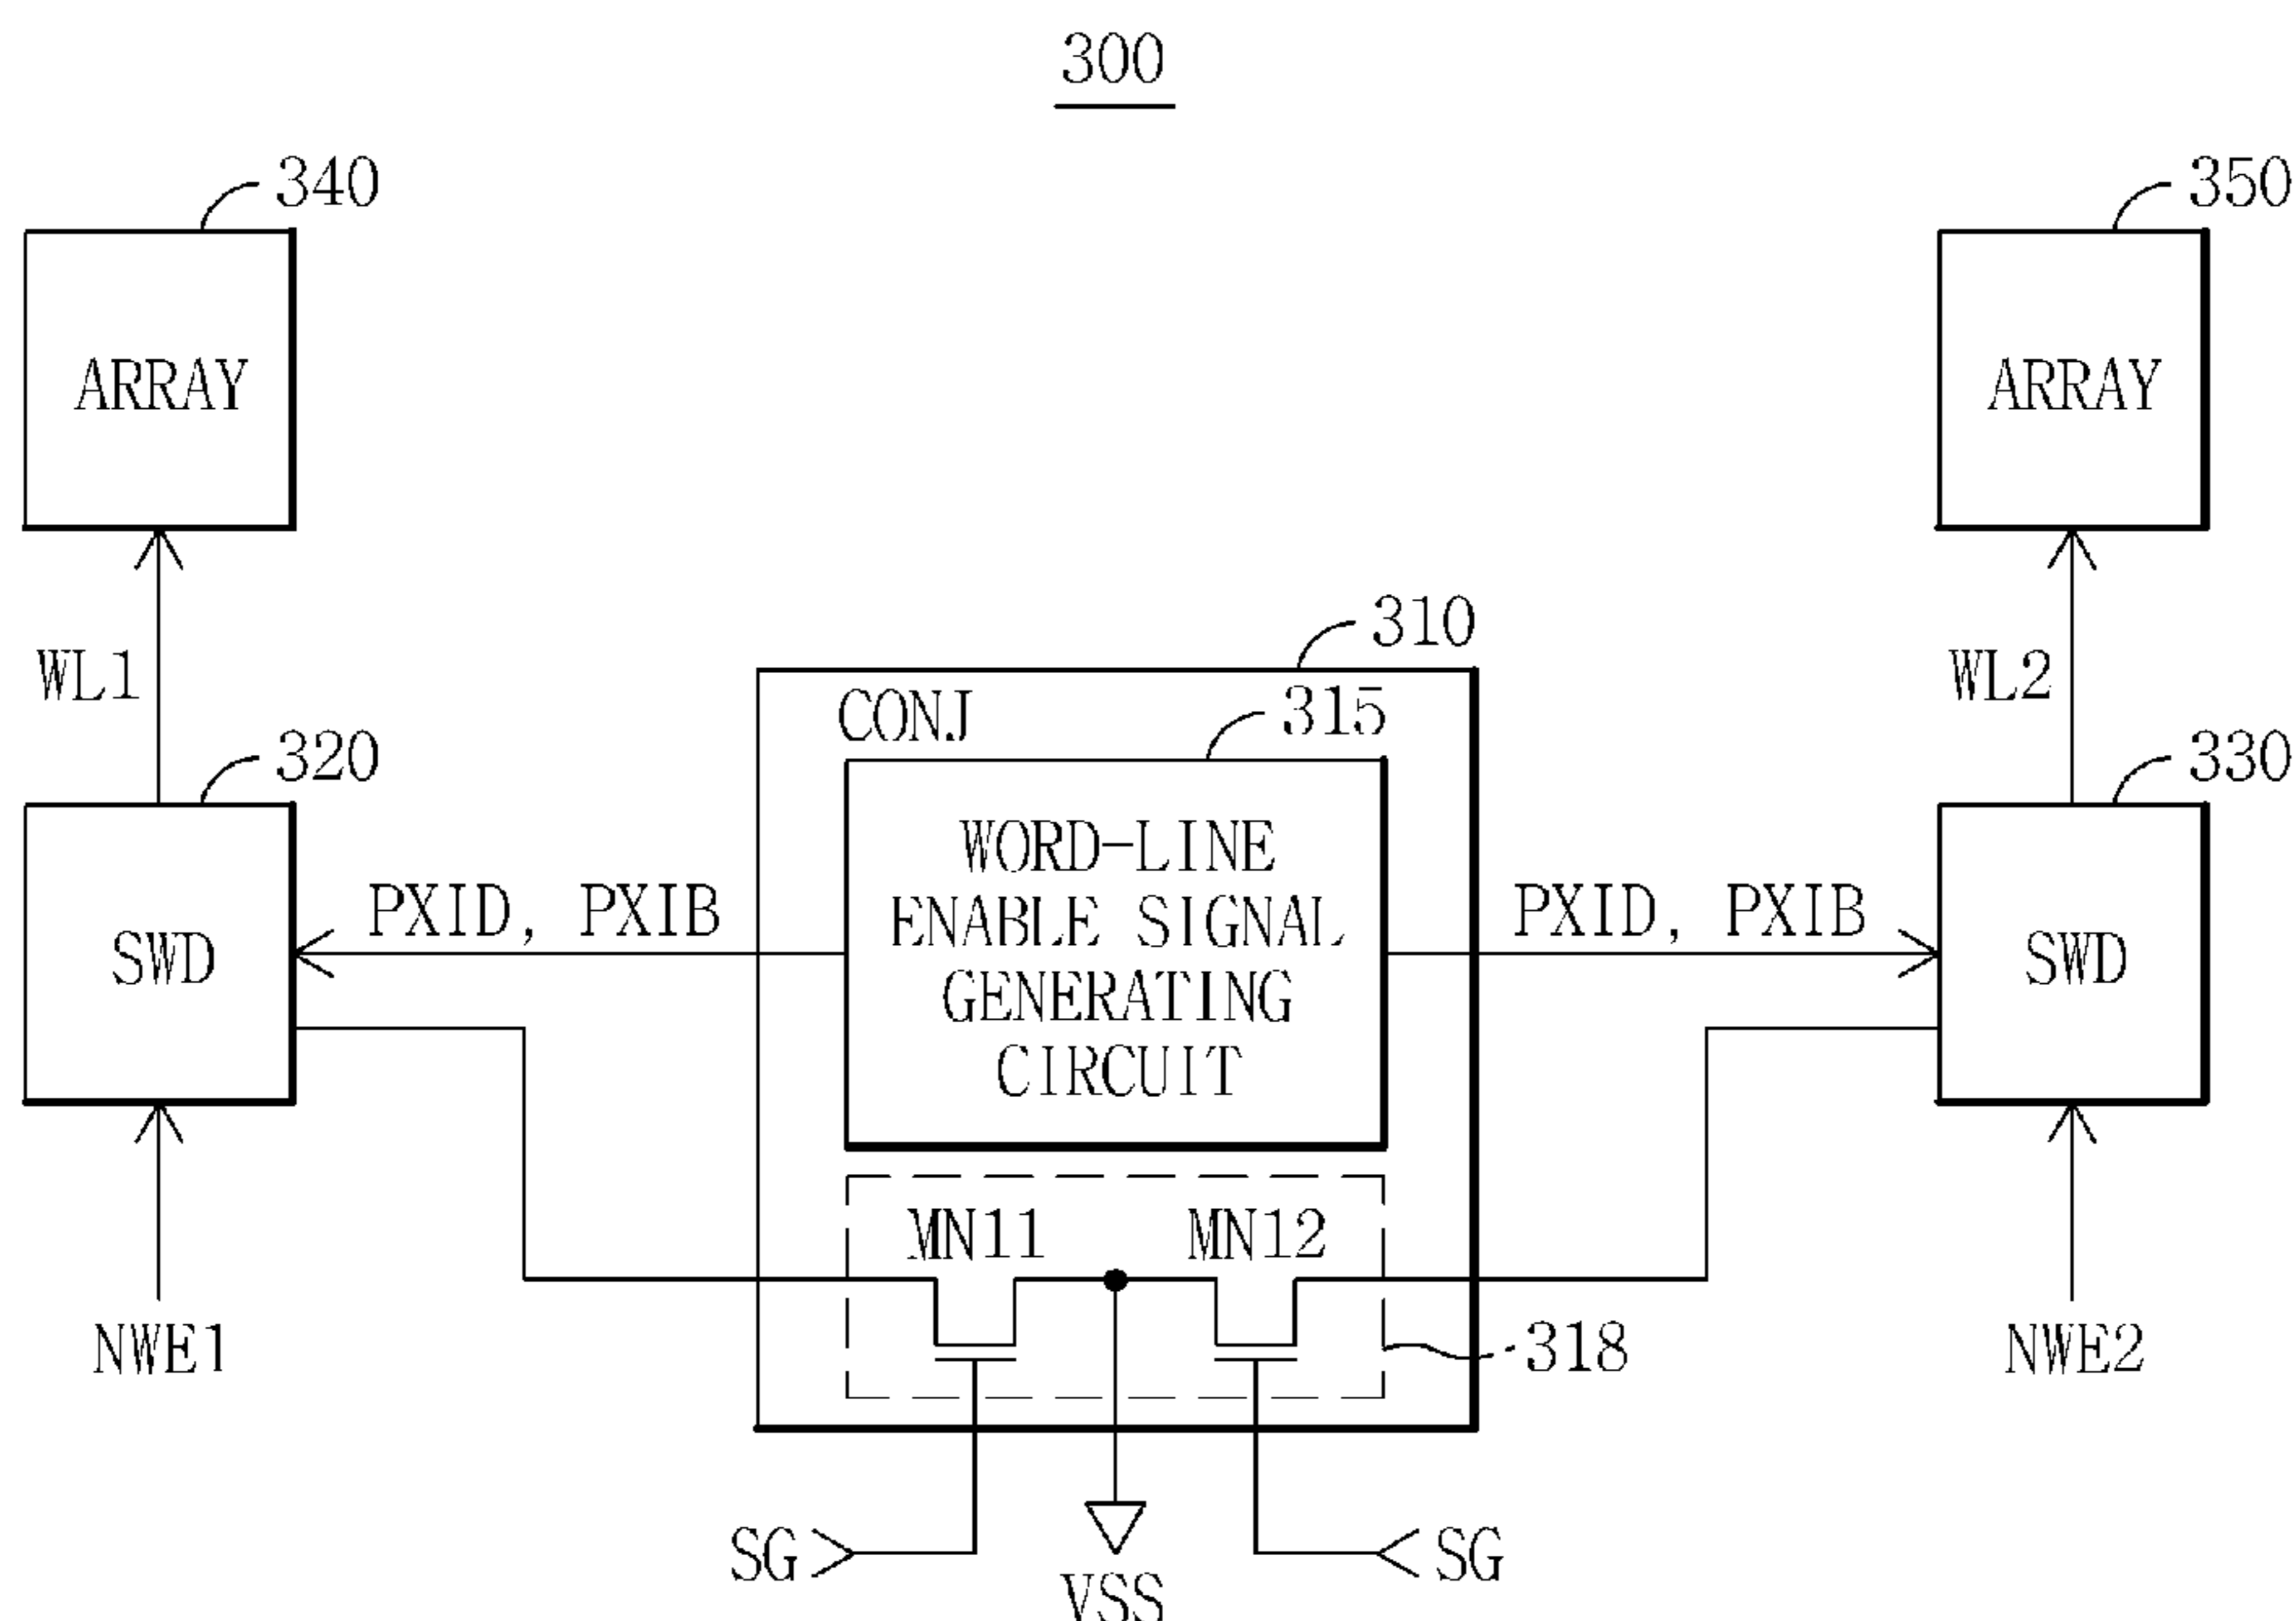 300
340
350
ARRAY
ARRAY
310
WL1
CONJ
315
WL2
320
330
WORD-LINE
ENABLE SIGNAL
GENERATING
CIRCUIT
PXID, PXIB
PXID, PXIB
SWD
SWD
MN11
MN12
NWE1
318
NWE2
SG
SG
VSS